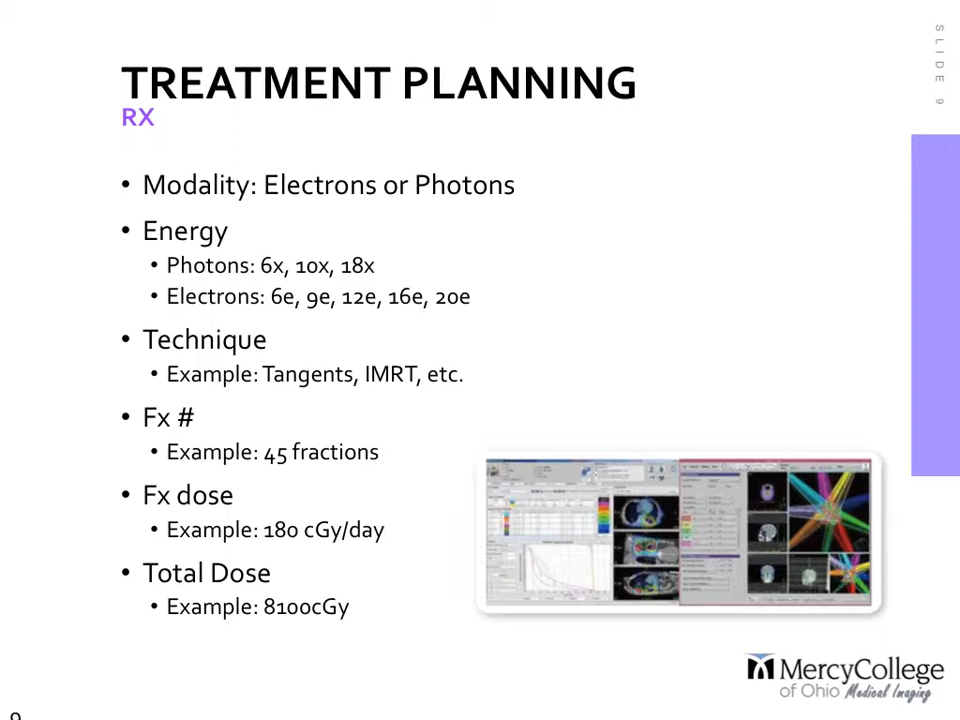 SLIDE 9
TREATMENT PLANNING
RX
• Modality: Electrons or Photons
• Energy
• Photons: 6x, 10x, 18x
• Electrons: 6e, 9e, 12e, 16e, 20e
• Technique
• Example: Tangents, IMRT, etc.
• Fx #
• Example: 45 fractions
• Fx dose
• Example: 180 cGy/day
• Total Dose
• Example: 8100cGy
MercyCollege
of Ohio Medical Imaging
9